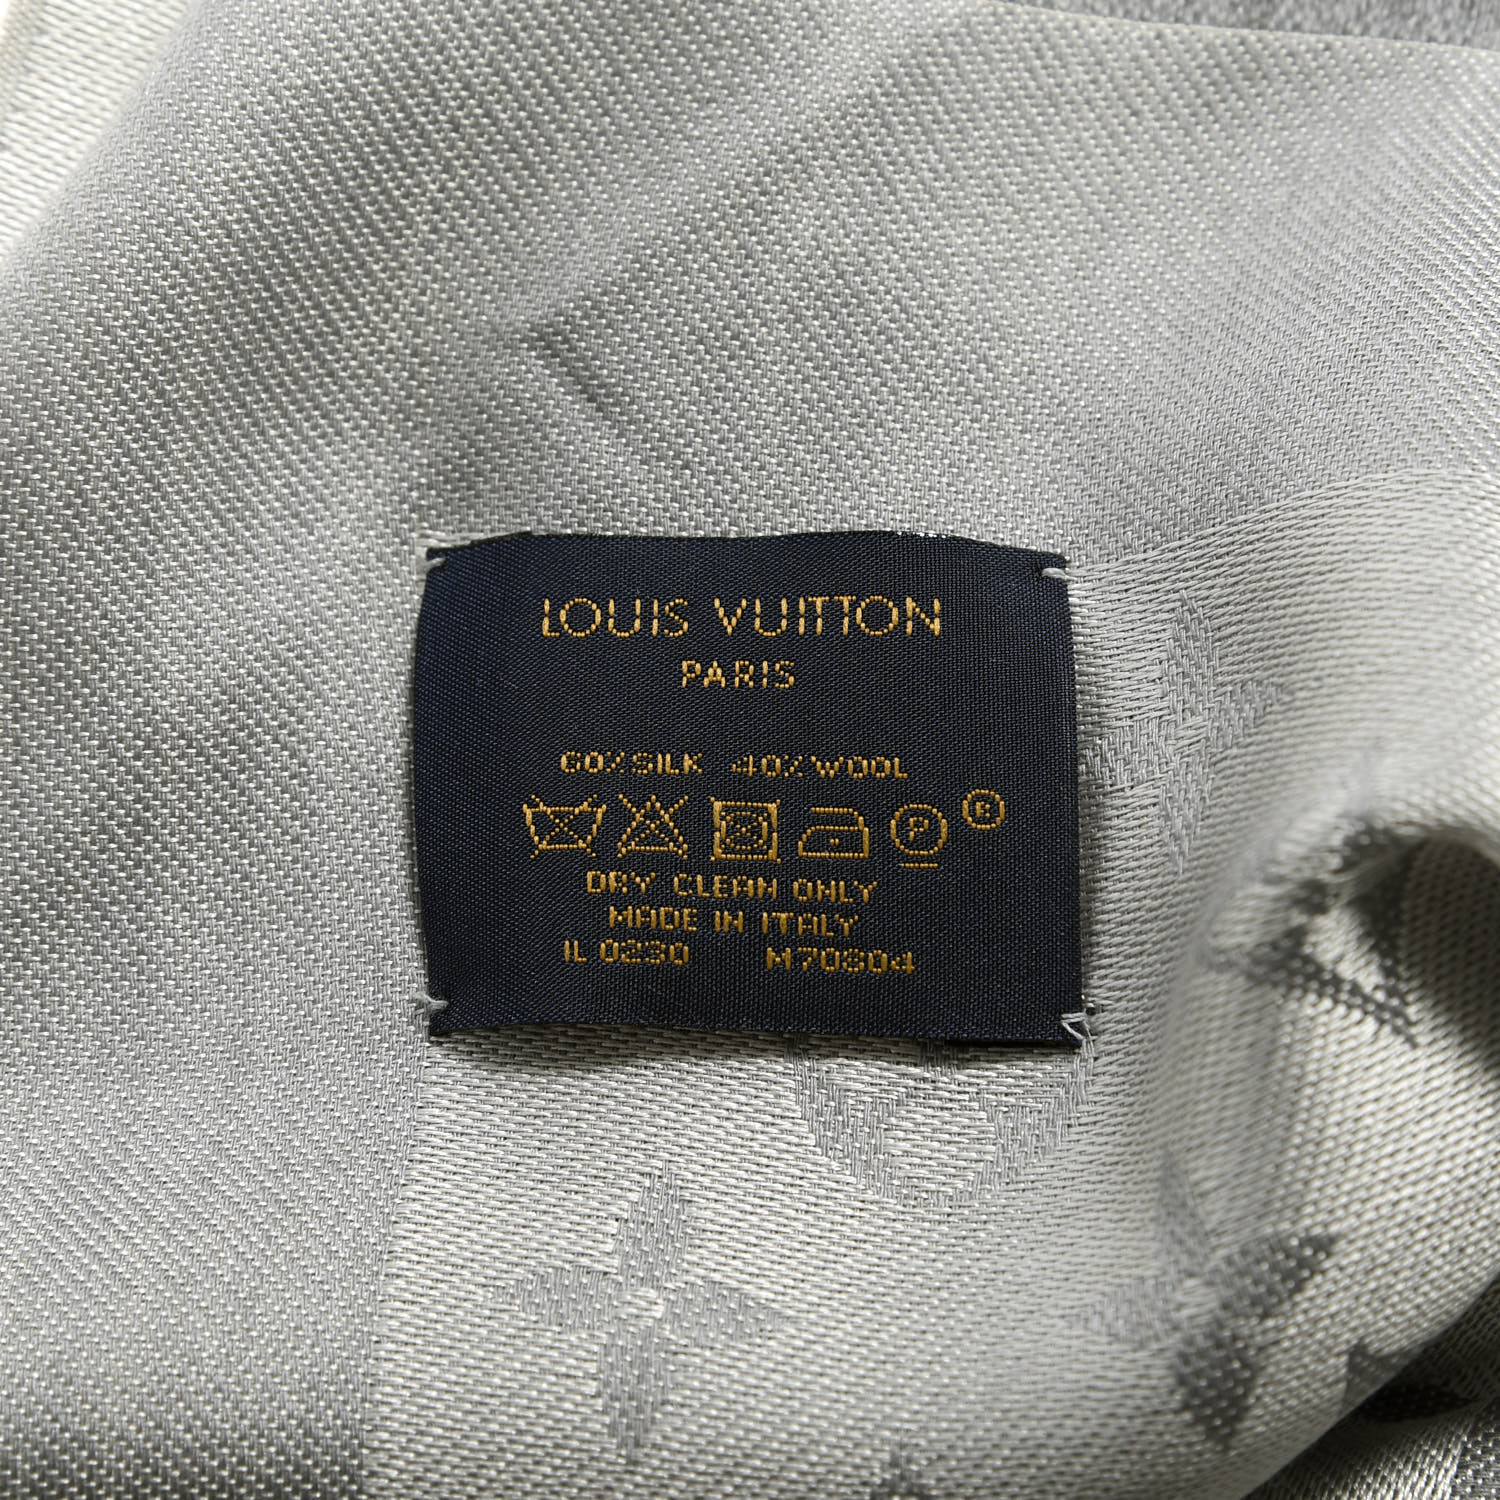 LOUIS VUITTON
PARIS
60% SILK 40% WOOL
P ®
DRY CLEAN ONLY
MADE IN ITALY
IL 0230 M70804